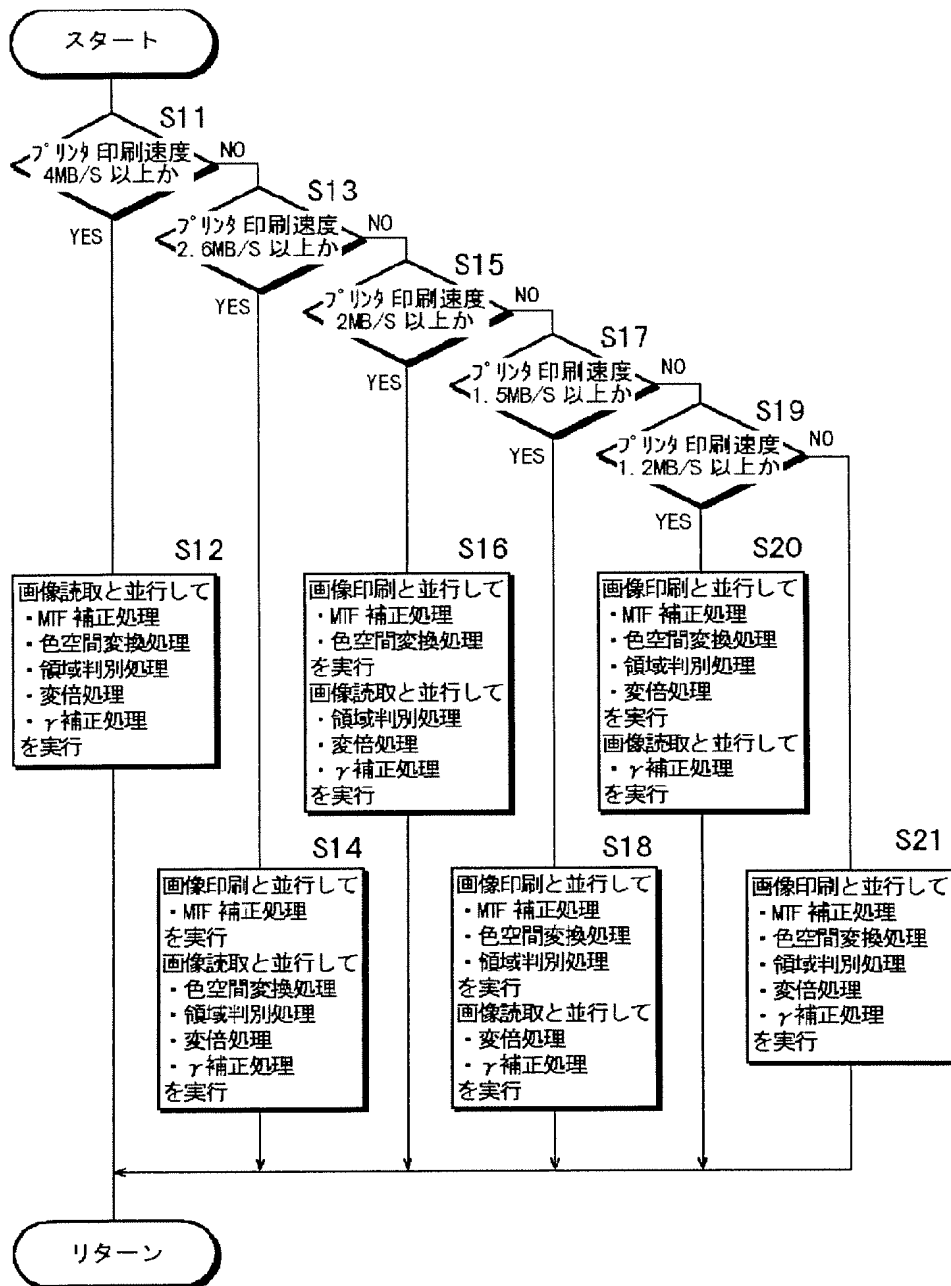 スタート
S11
プリンタ印刷速度
4MB/S 以上か
NO
YES
S13
プリンタ印刷速度
2.6MB/S 以上か
NO
YES
S15
プリンタ印刷速度
2MB/S 以上か
NO
YES
S17
プリンタ印刷速度
1.5MB/S 以上か
NO
YES
S19
プリンタ印刷速度
1.2MB/S 以上か
NO
YES
S12
画像読取と並行して
・MTF 補正処理
・色空間変換処理
・領域判別処理
・変倍処理
・γ補正処理
を実行
S16
画像印刷と並行して
・MTF 補正処理
・色空間変換処理
を実行
画像読取と並行して
・領域判別処理
・変倍処理
・γ補正処理
を実行
S20
画像印刷と並行して
・MTF 補正処理
・色空間変換処理
・領域判別処理
・変倍処理
を実行
画像読取と並行して
・γ補正処理
を実行
S14
画像印刷と並行して
・MTF 補正処理
を実行
画像読取と並行して
・色空間変換処理
・領域判別処理
・変倍処理
・γ補正処理
を実行
S18
画像印刷と並行して
・MTF 補正処理
・色空間変換処理
・領域判別処理
を実行
画像読取と並行して
・変倍処理
・γ補正処理
を実行
S21
画像印刷と並行して
・MTF 補正処理
・色空間変換処理
・領域判別処理
・変倍処理
・γ補正処理
を実行
リターン